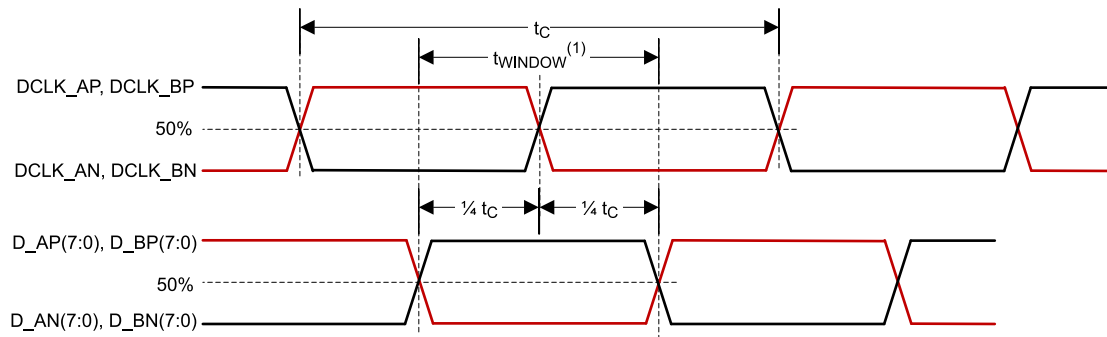 tC
tWINDOW(1)
DCLK_AP, DCLK_BP
50%
DCLK_AN, DCLK_BN
¼ tC
¼ tC
D_AP(7:0), D_BP(7:0)
50%
D_AN(7:0), D_BN(7:0)